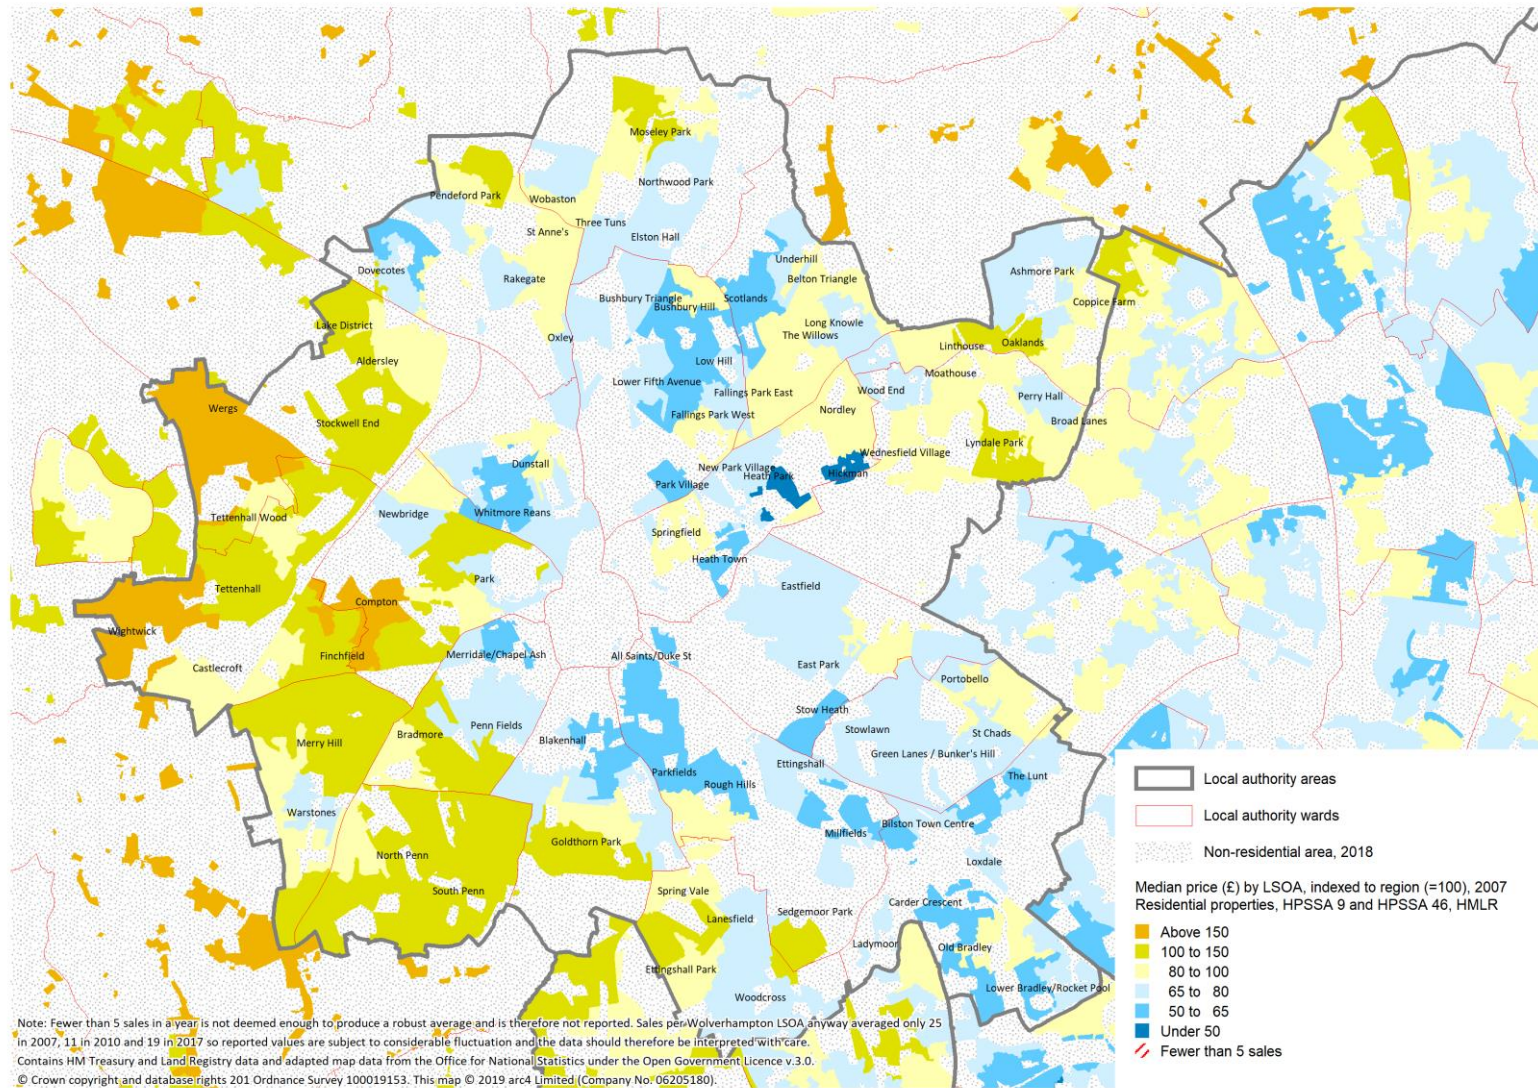 Moseley Park
Northwood Park
Pendeford Park
Wobaston
Three Tuns
St Anne's
Elston Hall
Underhill
Dovecotes
Rakegate
Belton Triangle
Ashmore Park
Bushbury Triangle
Scotlands
Bushbury Hill
Coppice Farm
Lake District
Long Knowle
Oxley
The Willows
Linthouse
Oaklands
Aldersley
Low Hill
Moathouse
Lower Fifth Avenue
Fallings Park East
Wood End
Perry Hall
Wergs
Nordley
Fallings Park West
Broad Lanes
Stockwell End
Lyndale Park
Wednesfield Village
Dunstall
New Park Village
Heath Park
Hickman
Park Village
Whitmore Reans
Newbridge
Tettenhall Wood
Springfield
Heath Town
Park
Eastfield
Tettenhall
Compton
Wightwick
Finchfield
Merridale/Chapel Ash
All Saints/Duke St
Castlecroft
East Park
Portobello
Stow Heath
Penn Fields
Stowlawn
St Chads
Bradmore
Merry Hill
Blakenhall
Green Lanes / Bunker's Hill
Ettingshall
Parkfields
The Lunt
Rough Hills
Warstones
Bilston Town Centre
Millfields
Goldthorn Park
North Penn
Loxdale
South Penn
Spring Vale
Carder Crescent
Sedgemoor Park
Lanesfield
Ladymoor
Old Bradley
Ettingshall Park
Lower Bradley/Rocket Pool
Woodcross
Local authority areas
Local authority wards
Non-residential area, 2018
Median price (£) by LSOA, indexed to region (=100), 2007
Residential properties, HPSSA 9 and HPSSA 46, HMLR
Above 150
100 to 150
80 to 100
65 to 80
50 to 65
Under 50
Fewer than 5 sales
Note: Fewer than 5 sales in a year is not deemed enough to produce a robust average and is therefore not reported. Sales per Wolverhampton LSOA anyway averaged only 25
in 2007, 11 in 2010 and 19 in 2017 so reported values are subject to considerable fluctuation and the data should therefore be interpreted with care.
Contains HM Treasury and Land Registry data and adapted map data from the Office for National Statistics under the Open Government Licence v.3.0.
© Crown copyright and database rights 201 Ordnance Survey 100019153. This map © 2019 arc4 Limited (Company No. 06205180).